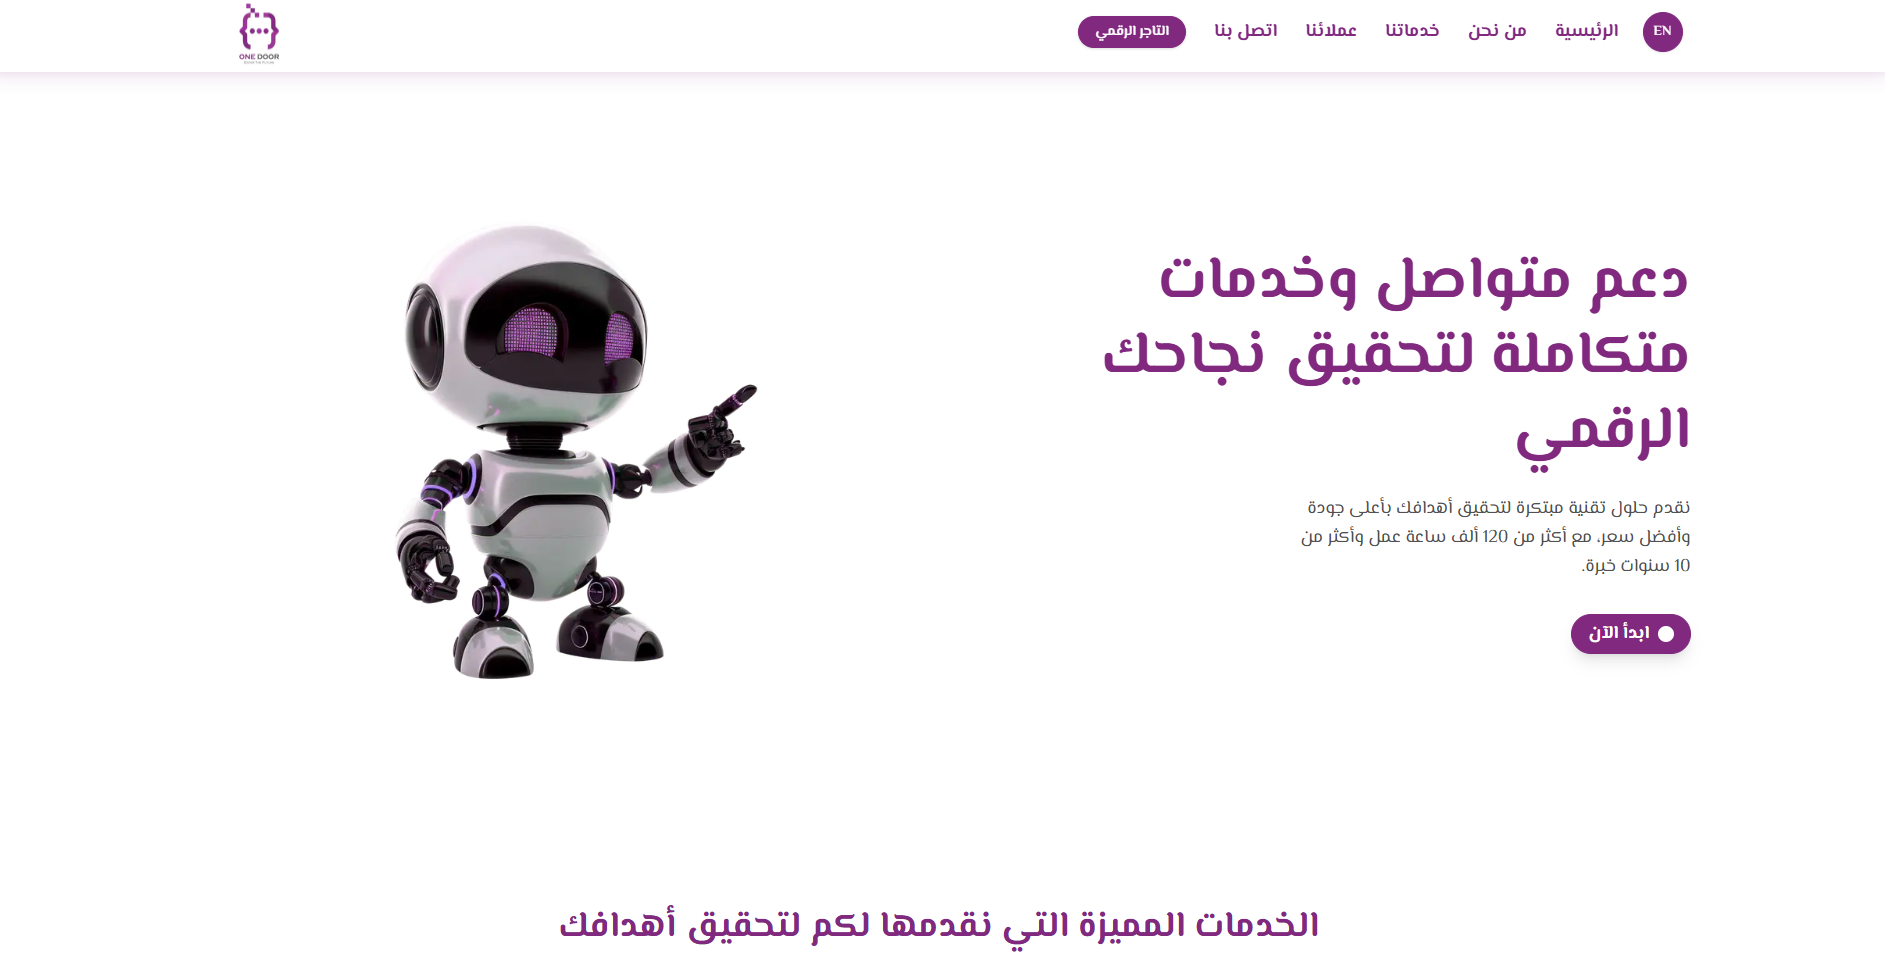 EN
الرئيسية
من نحن
خدماتنا
عملائنا
اتصل بنا
التاجر الرقمي
ONE DOOR
دعم متواصل وخدمات
متكاملة لتحقيق نجاحك
الرقمي
نقدم حلول تقنية مبتكرة لتحقيق أهدافك بأعلى جودة
وأفضل سعر، مع أكثر من 120 ألف ساعة عمل وأكثر من
10 سنوات خبرة.
ابدأ الآن
الخدمات المميزة التي نقدمها لكم لتحقيق أهدافك